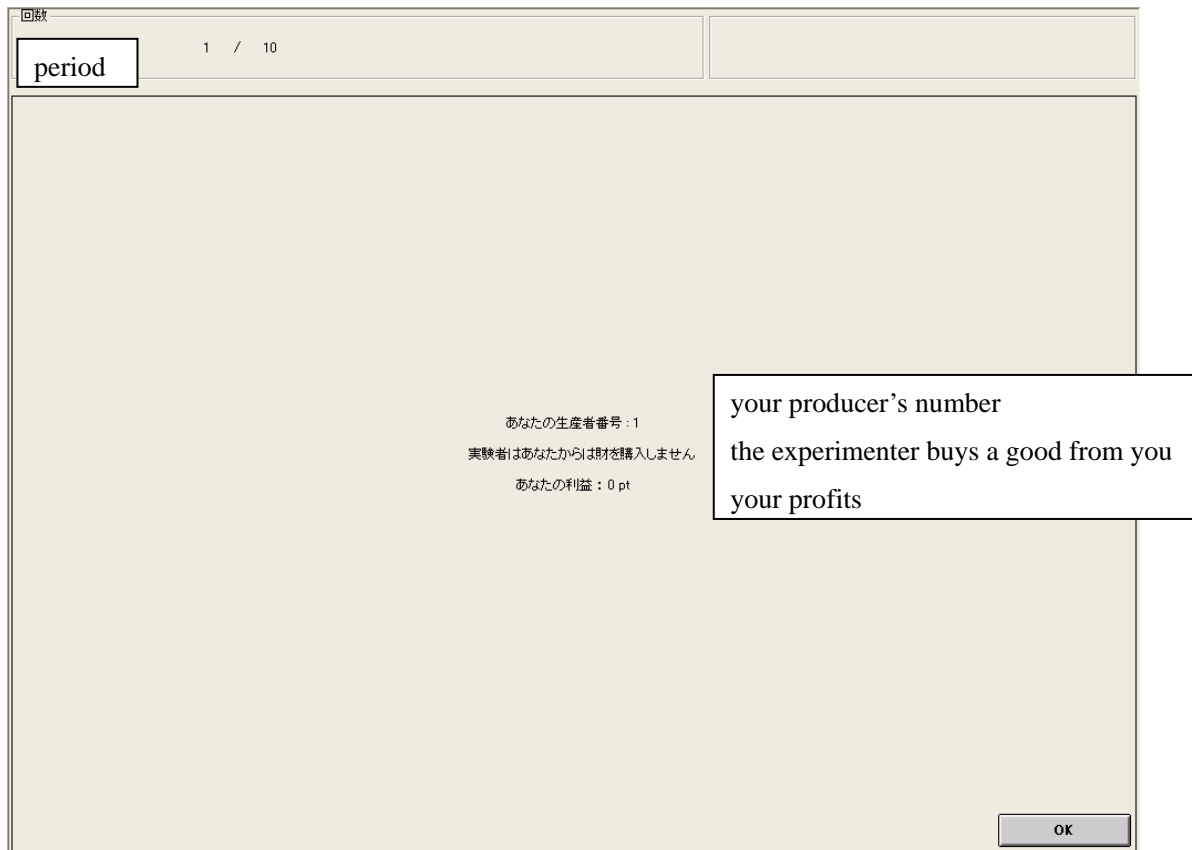 回数
1 / 10
period
あなたの生産者番号 : 1
実験者はあなたからは財を購入しません
あなたの利益 : 0 pt
your producer’s number
the experimenter buys a good from you
your profits
OK